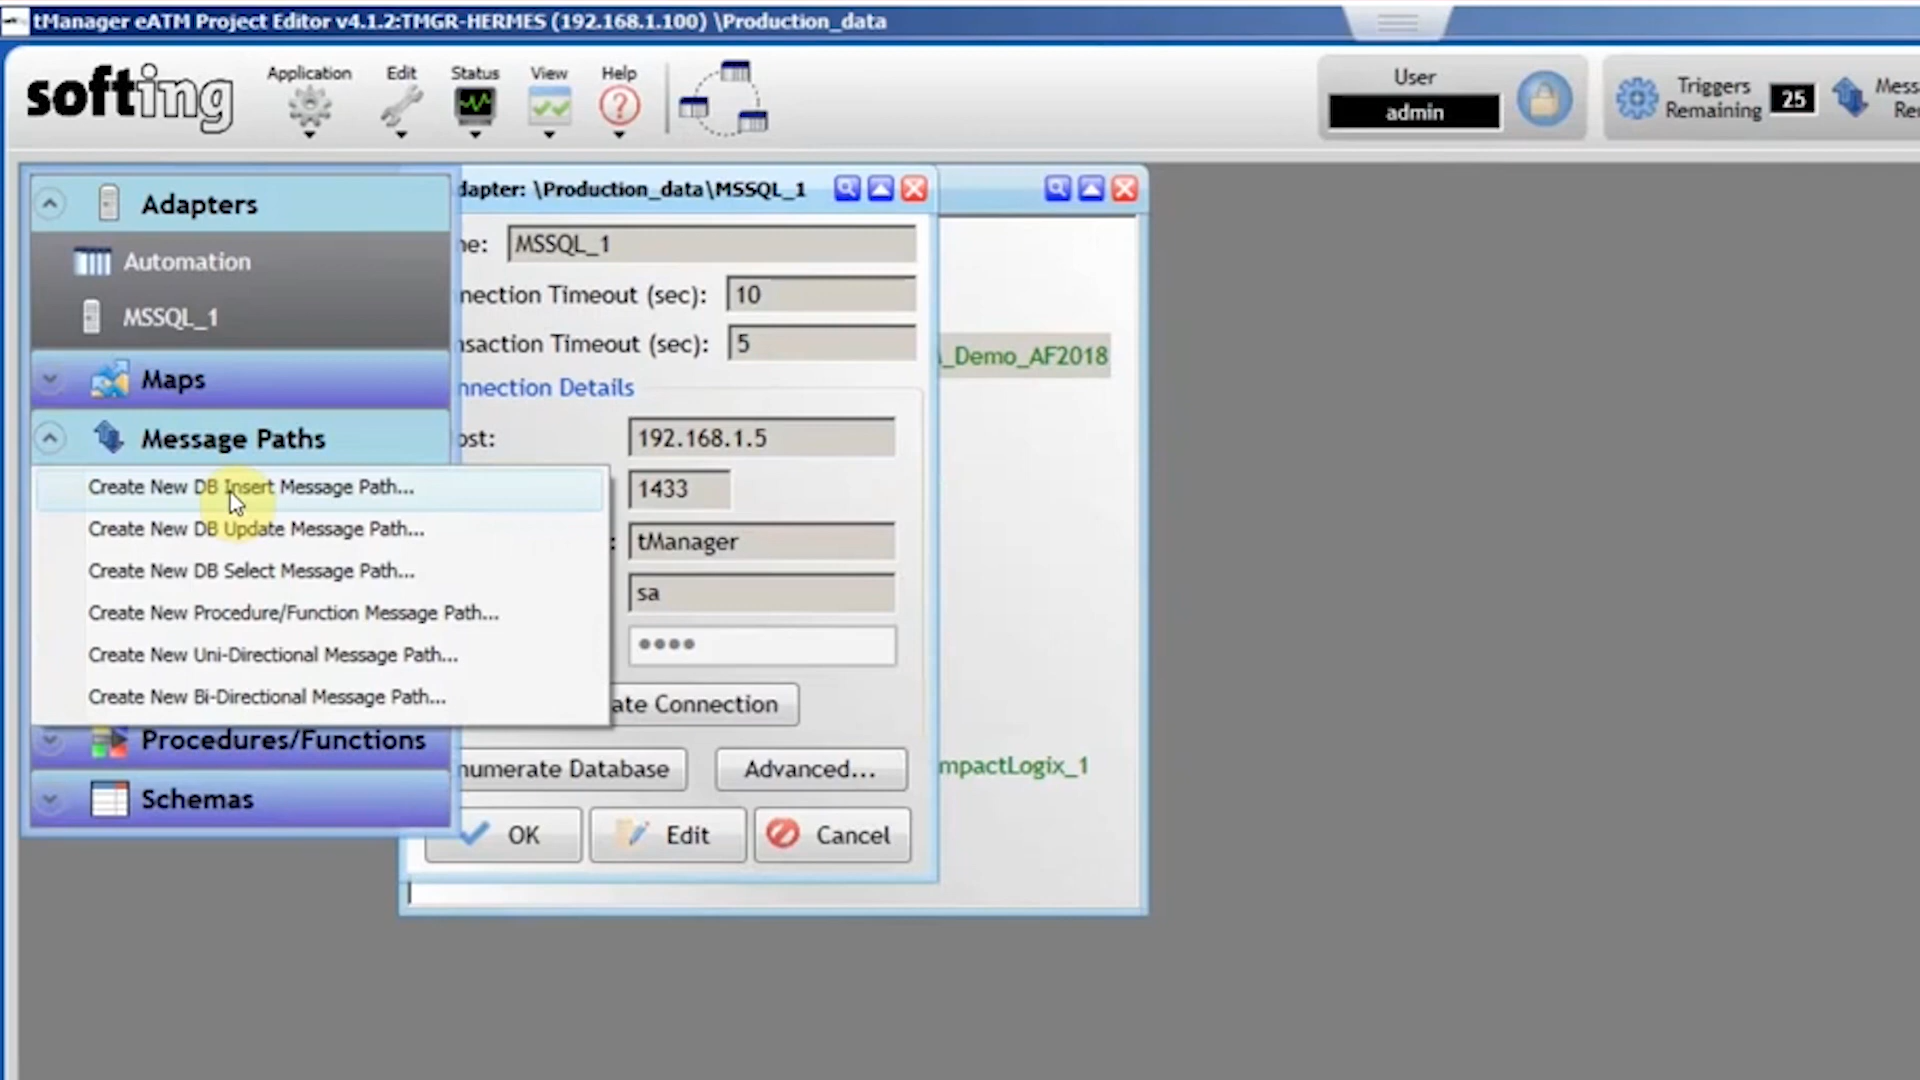 tManager eATM Project Editor v4.1.2:TMGR-HERMES (192.168.1.100) \Production_data
softing
Application
Edit
Status
View
Help
User
admin
Triggers
Remaining
25
Mess
Re
Adapters
Automation
MSSQL_1
Maps
Message Paths
Create New DB Insert Message Path...
Create New DB Update Message Path...
Create New DB Select Message Path...
Create New Procedure/Function Message Path...
Create New Uni-Directional Message Path...
Create New Bi-Directional Message Path...
Procedures/Functions
Schemas
dapter: \Production_data\MSSQL_1
ne: MSSQL_1
nection Timeout (sec): 10
nsaction Timeout (sec): 5
nnection Details
ost: 192.168.1.5
1433
: tManager
sa
ate Connection
numerate Database
Advanced...
OK
Edit
Cancel
_Demo_AF2018
mpactLogix_1